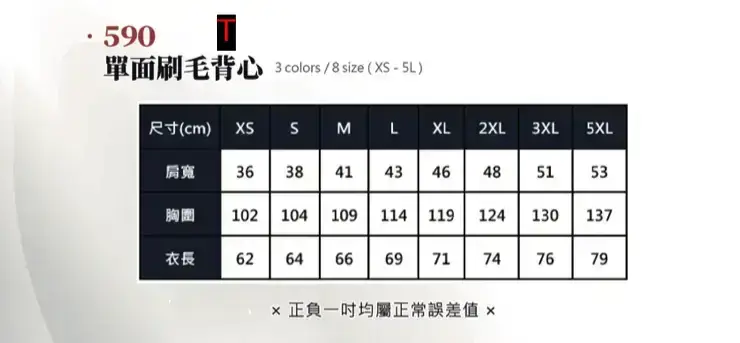 · 590 T
單面刷毛背心 3 colors / 8 size ( XS - 5L )
尺寸(cm) XS S M L XL 2XL 3XL 5XL
肩寬 36 38 41 43 46 48 51 53
胸圍 102 104 109 114 119 124 130 137
衣長 62 64 66 69 71 74 76 79
× 正負一吋均屬正常誤差值 ×